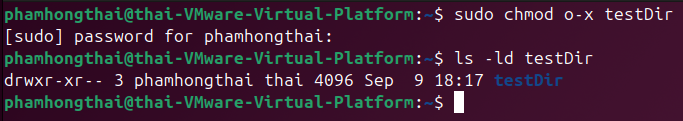 phamhongthai@thai-VMware-Virtual-Platform:~$ sudo chmod o-x testDir
[sudo] password for phamhongthai:
phamhongthai@thai-VMware-Virtual-Platform:~$ ls -ld testDir
drwxr-xr-- 3 phamhongthai thai 4096 Sep  9 18:17 testDir
phamhongthai@thai-VMware-Virtual-Platform:~$